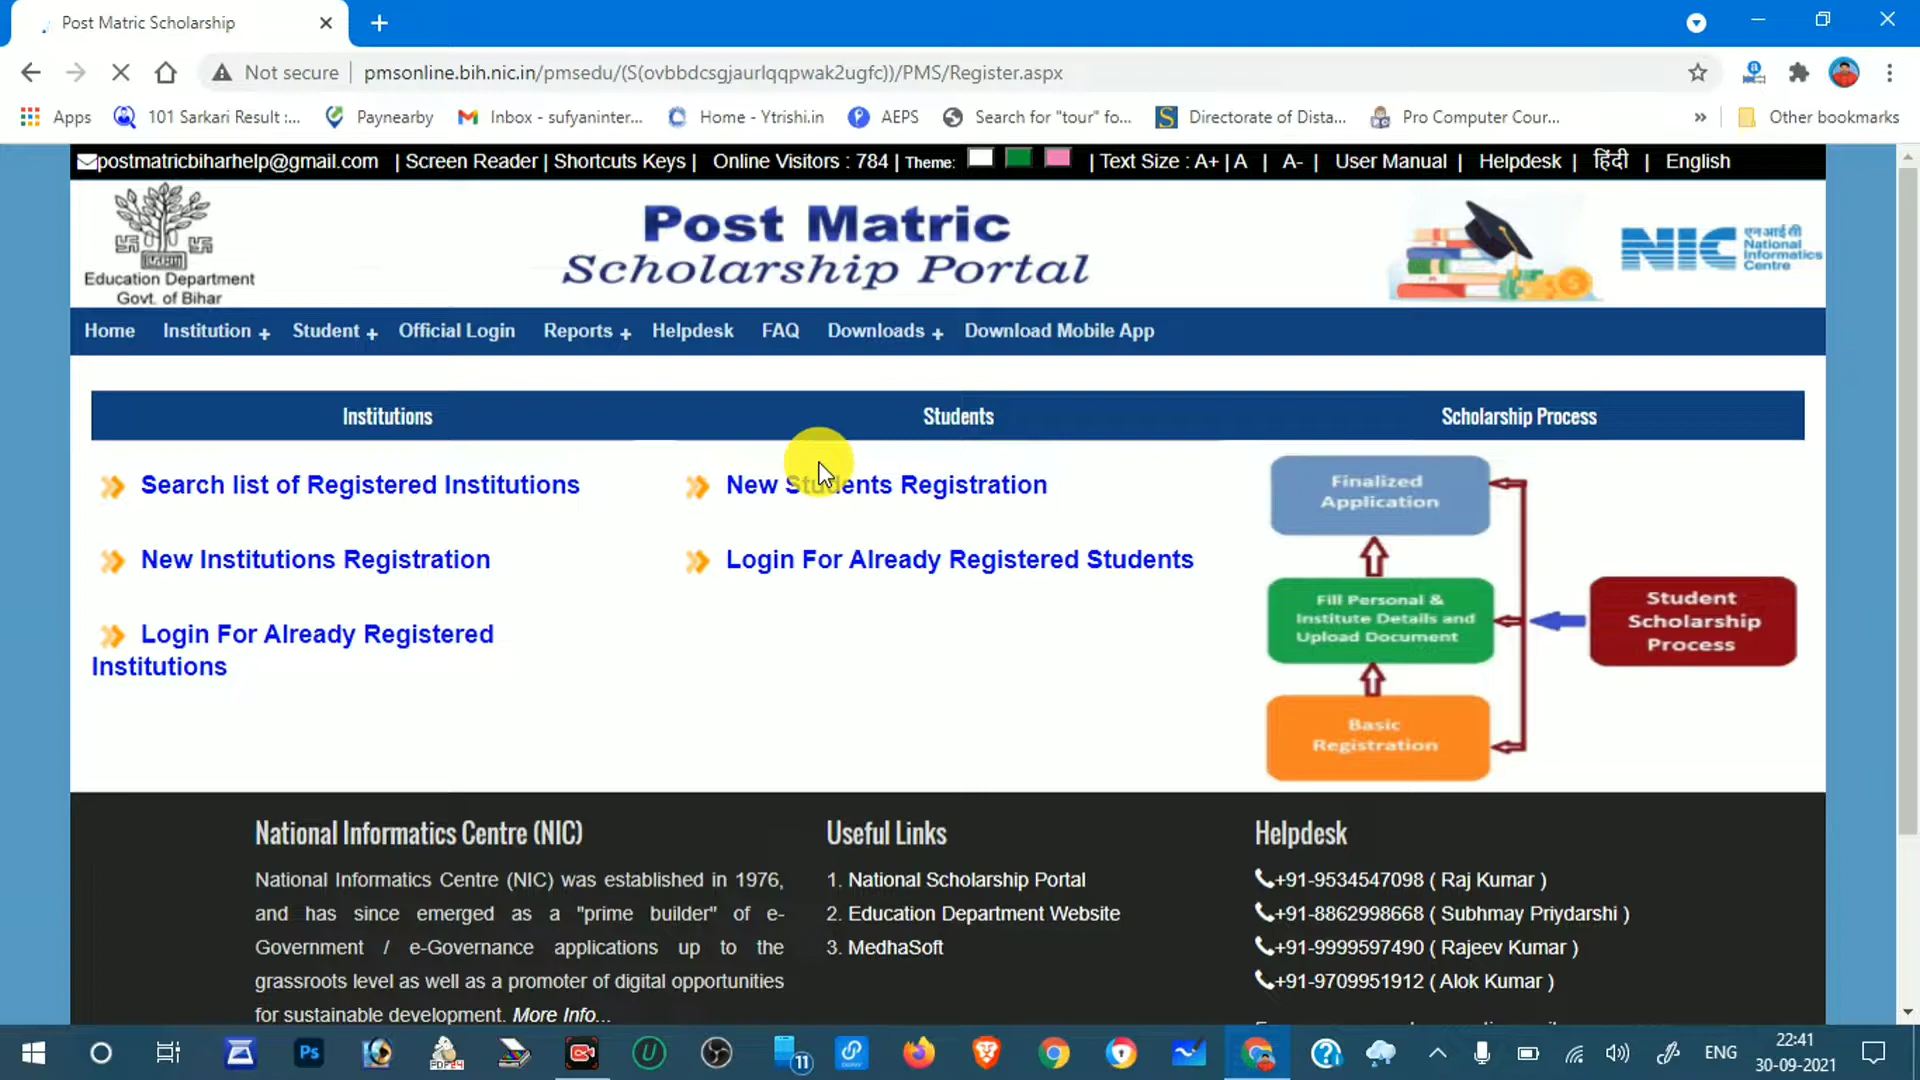 Post Matric Scholarship
Not secure
pmsonline.bih.nic.in/pmsedu/(S(ovbbdcsgjaurlqqpwak2ugfc))/PMS/Register.aspx
Apps
101 Sarkari Result :...
Paynearby
Inbox - sufyaninter...
Home - Ytrishi.in
AEPS
Search for "tour" fo...
Directorate of Dista...
Pro Computer Cour...
»
Other bookmarks
postmatricbiharhelp@gmail.com | Screen Reader | Shortcuts Keys | Online Visitors : 784 | Theme: | Text Size : A+ | A | A- | User Manual | Helpdesk | हिंदी | English
Education Department
Govt. of Bihar
Post Matric
Scholarship Portal
NIC
एन आई सी
National
Informatics
Centre
Home Institution + Student + Official Login Reports + Helpdesk FAQ Downloads + Download Mobile App
Institutions
Students
Scholarship Process
Search list of Registered Institutions
New Institutions Registration
Login For Already Registered
Institutions
New Students Registration
Login For Already Registered Students
Finalized
Application
Fill Personal &
Institute Details and
Upload Document
Basic
Registration
Student
Scholarship
Process
National Informatics Centre (NIC)
National Informatics Centre (NIC) was established in 1976,
and has since emerged as a "prime builder" of e-
Government / e-Governance applications up to the
grassroots level as well as a promoter of digital opportunities
for sustainable development. More Info...
Useful Links
1. National Scholarship Portal
2. Education Department Website
3. MedhaSoft
Helpdesk
+91-9534547098 ( Raj Kumar )
+91-8862998668 ( Subhmay Priydarshi )
+91-9999597490 ( Rajeev Kumar )
+91-9709951912 ( Alok Kumar )
Ps
PDF24
11
ENG
22:41
30-09-2021